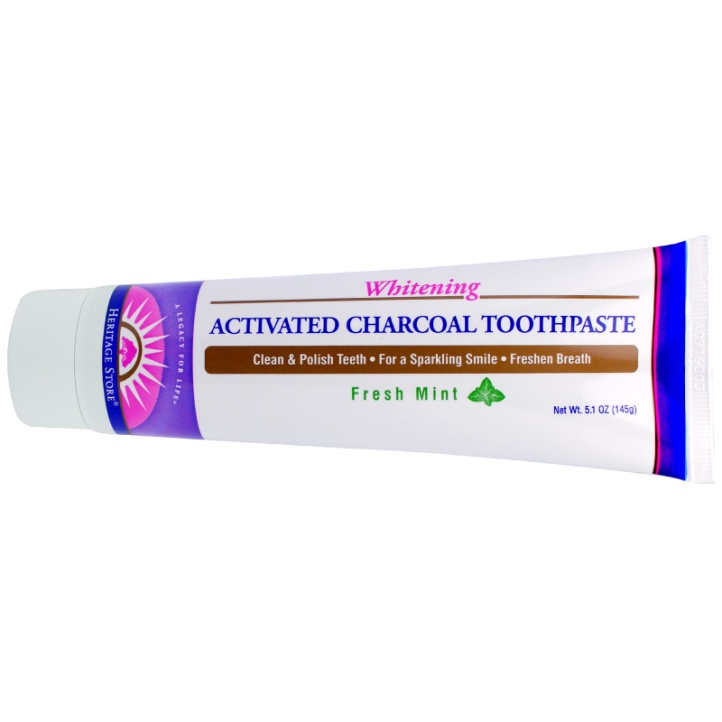 HERITAGE STORE®
A LEGACY FOR LIFE™
Whitening
ACTIVATED CHARCOAL TOOTHPASTE
Clean & Polish Teeth • For a Sparkling Smile • Freshen Breath
Fresh Mint
Net Wt. 5.1 OZ (145g)